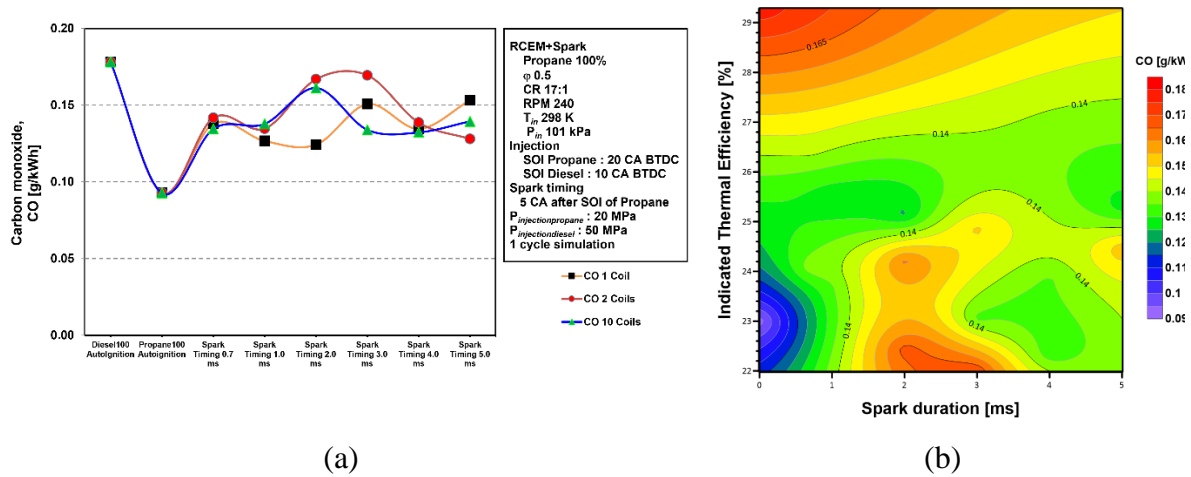 0.20
0.15
0.10
0.05
0.00
Carbon monoxide,
CO [g/kWh]
Diesel100
AutoIgnition
Propane100
Autoignition
Spark
Timing 0.7
ms
Spark
Timing 1.0
ms
Spark
Timing 2.0
ms
Spark
Timing 3.0
ms
Spark
Timing 4.0
ms
Spark
Timing 5.0
ms
RCEM+Spark
Propane 100%
φ 0.5
CR 17:1
RPM 240
Tin 298 K
Pin 101 kPa
Injection
SOI Propane : 20 CA BTDC
SOI Diesel : 10 CA BTDC
Spark timing
5 CA after SOI of Propane
Pinjectionpropane : 20 MPa
Pinjectiondiesel : 50 MPa
1 cycle simulation
CO 1 Coil
CO 2 Coils
CO 10 Coils
(a)
29
28
27
26
25
24
23
22
Indicated Thermal Efficiency [%]
0 1 2 3 4 5
Spark duration [ms]
0.165
0.14
0.14
0.14
0.14
0.14
0.14
CO [g/kW
0.18
0.17
0.16
0.15
0.14
0.13
0.12
0.11
0.1
0.09
(b)